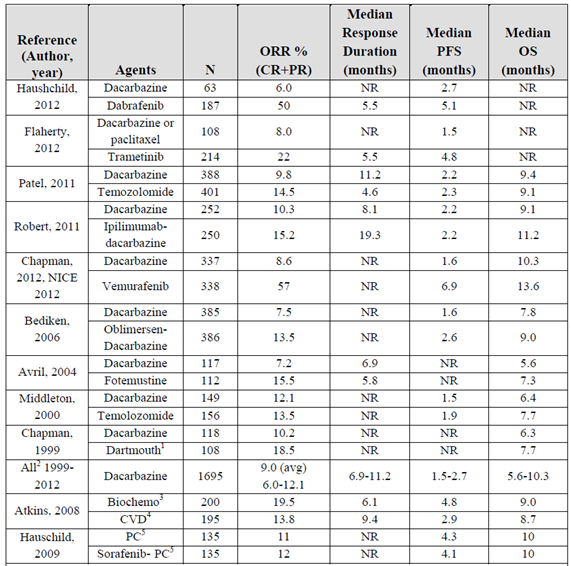 Reference (Author, year) Agents N ORR % (CR+PR) Median Response Duration (months) Median PFS (months) Median OS (months)
Haushchild, 2012 Dacarbazine 63 6.0 NR 2.7 NR
Dabrafenib 187 50 5.5 5.1 NR
Flaherty, 2012 Dacarbazine or paclitaxel 108 8.0 NR 1.5 NR
Trametinib 214 22 5.5 4.8 NR
Patel, 2011 Dacarbazine 388 9.8 11.2 2.2 9.4
Temozolomide 401 14.5 4.6 2.3 9.1
Robert, 2011 Dacarbazine 252 10.3 8.1 2.2 9.1
Ipilimumab-dacarbazine 250 15.2 19.3 2.2 11.2
Chapman, 2012, NICE 2012 Dacarbazine 337 8.6 NR 1.6 10.3
Vemurafenib 338 57 NR 6.9 13.6
Bediken, 2006 Dacarbazine 385 7.5 NR 1.6 7.8
Oblimersen-Dacarbazine 386 13.5 NR 2.6 9.0
Avril, 2004 Dacarbazine 117 7.2 6.9 NR 5.6
Fotemustine 112 15.5 5.8 NR 7.3
Middleton, 2000 Dacarbazine 149 12.1 NR 1.5 6.4
Temolozomide 156 13.5 NR 1.9 7.7
Chapman, 1999 Dacarbazine 118 10.2 NR NR 6.3
Dartmouth1 108 18.5 NR NR 7.7
All2 1999-2012 Dacarbazine 1695 9.0 (avg) 6.0-12.1 6.9-11.2 1.5-2.7 5.6-10.3
Atkins, 2008 Biochemo3 200 19.5 6.1 4.8 9.0
CVD4 195 13.8 9.4 2.9 8.7
Hauschild, 2009 PC5 135 11 NR 4.3 10
Sorafenib- PC5 135 12 NR 4.1 10